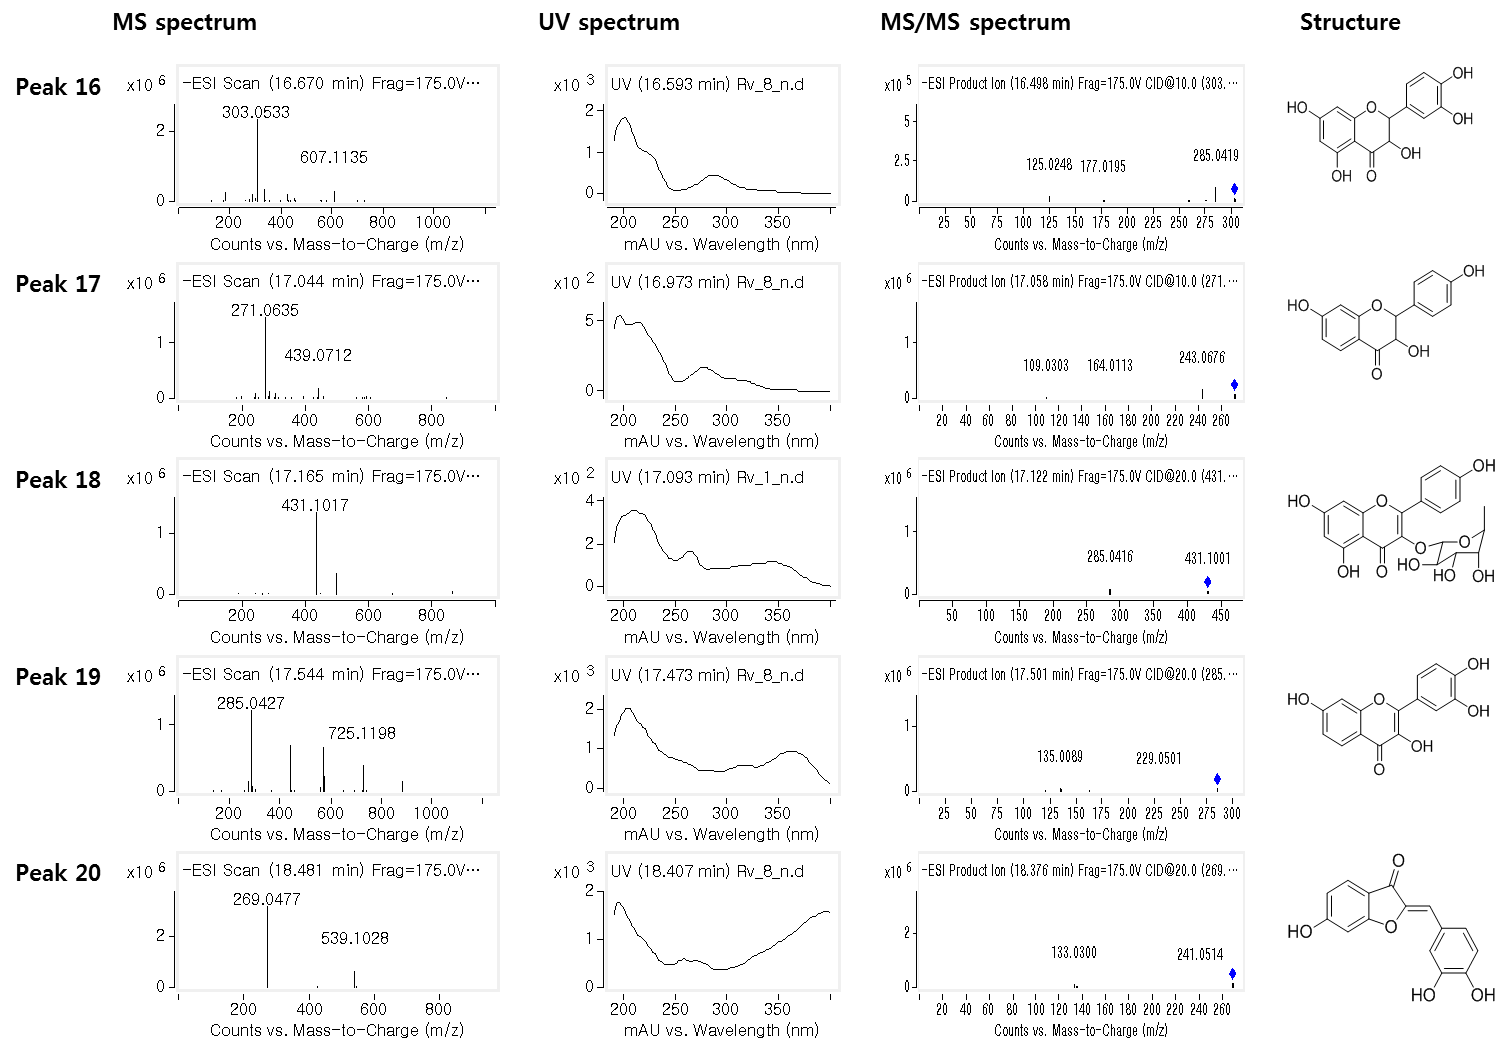 MS spectrum UV spectrum MS/MS spectrum Structure
Peak 16
x10 6 -ESI Scan (16.670 min) Frag=175.0V···
303.0533
607.1135
2
0
200 400 600 800 1000
Counts vs. Mass-to-Charge (m/z)
x10 3 UV (16.593 min) Rv_8_n.d
2
1
0
200 250 300 350
mAU vs. Wavelength (nm)
x10 5 -ESI Product Ion (16.498 min) Frag=175.0V CID@10.0 (303.···
5
2.5
0
125.0248 177.0195 285.0419
25 50 75 100 125 150 175 200 225 250 275 300
Counts vs. Mass-to-Charge (m/z)
OH
HO O
OH
OH
OH O
Peak 17
x10 6 -ESI Scan (17.044 min) Frag=175.0V···
271.0635
439.0712
1
0
200 400 600 800
Counts vs. Mass-to-Charge (m/z)
x10 2 UV (16.973 min) Rv_8_n.d
5
0
200 250 300 350
mAU vs. Wavelength (nm)
x10 6 -ESI Product Ion (17.058 min) Frag=175.0V CID@10.0 (271.···
1
0
109.0303 164.0113 243.0676
20 40 60 80 100 120 140 160 180 200 220 240 260
Counts vs. Mass-to-Charge (m/z)
OH
HO O
OH
O
Peak 18
x10 6 -ESI Scan (17.165 min) Frag=175.0V···
431.1017
1
0
200 400 600 800
Counts vs. Mass-to-Charge (m/z)
x10 2 UV (17.093 min) Rv_1_n.d
4
2
0
200 250 300 350
mAU vs. Wavelength (nm)
x10 6 -ESI Product Ion (17.122 min) Frag=175.0V CID@20.0 (431.···
1
0
285.0416 431.1001
50 100 150 200 250 300 350 400 450
Counts vs. Mass-to-Charge (m/z)
OH
HO O
O O
OH O HO HO OH
Peak 19
x10 6 -ESI Scan (17.544 min) Frag=175.0V···
285.0427
725.1198
1
0
200 400 600 800 1000
Counts vs. Mass-to-Charge (m/z)
x10 3 UV (17.473 min) Rv_8_n.d
2
1
0
200 250 300 350
mAU vs. Wavelength (nm)
x10 6 -ESI Product Ion (17.501 min) Frag=175.0V CID@20.0 (285.···
1
0
135.0089 229.0501
25 50 75 100 125 150 175 200 225 250 275 300
Counts vs. Mass-to-Charge (m/z)
OH
HO O
OH
OH
O
Peak 20
x10 6 -ESI Scan (18.481 min) Frag=175.0V···
269.0477
539.1028
2
0
200 400 600 800
Counts vs. Mass-to-Charge (m/z)
x10 3 UV (18.407 min) Rv_8_n.d
2
1
0
200 250 300 350
mAU vs. Wavelength (nm)
x10 6 -ESI Product Ion (18.376 min) Frag=175.0V CID@20.0 (269.···
2
0
133.0300 241.0514
20 40 60 80 100 120 140 160 180 200 220 240 260
Counts vs. Mass-to-Charge (m/z)
O
HO O
HO OH